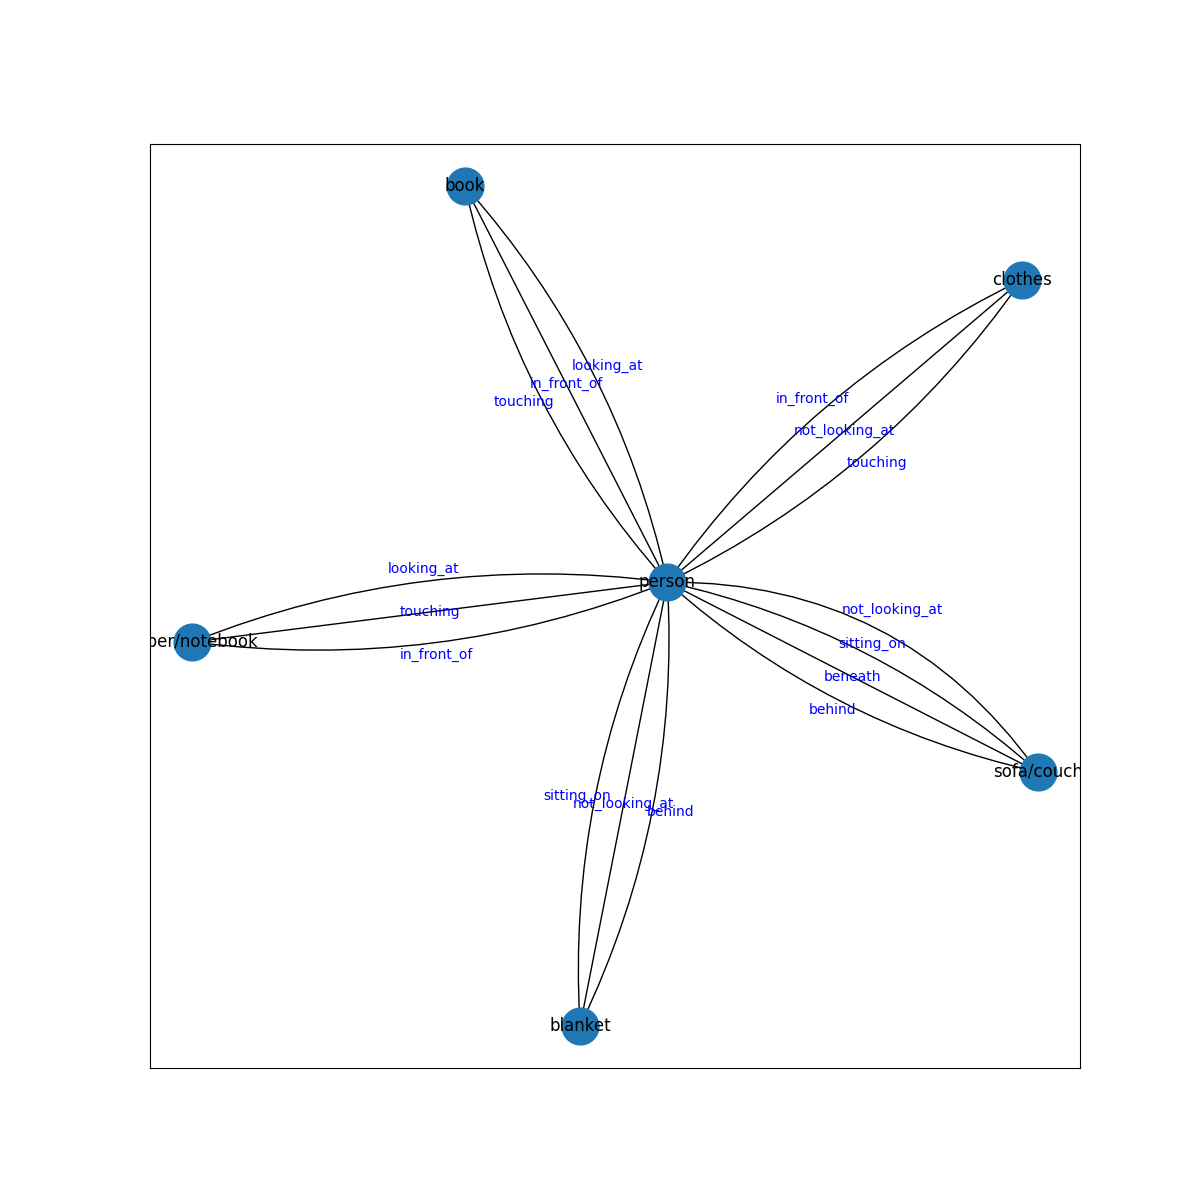 book
clothes
looking_at
in_front_of
touching
in_front_of
not_looking_at
touching
looking_at
touching
in_front_of
person
per/notebook
not_looking_at
sitting_on
beneath
behind
sofa/couch
sitting_on
not_looking_at
behind
blanket